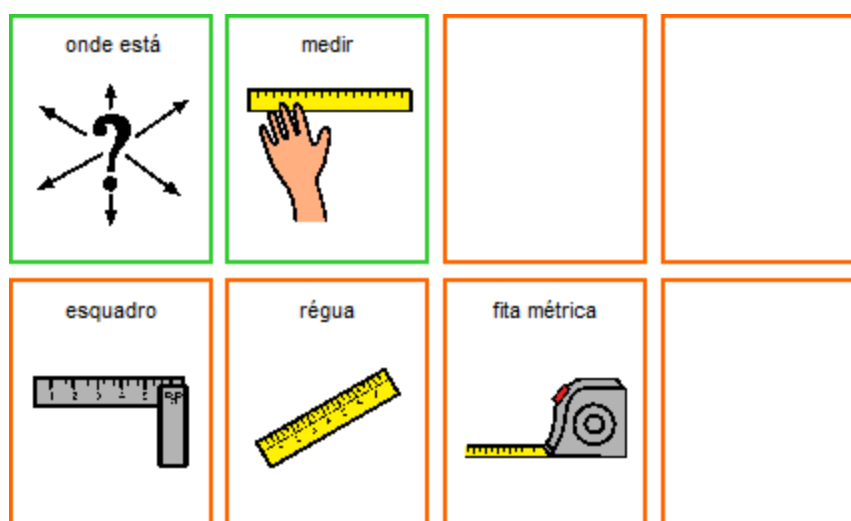 onde está
medir
esquadro
régua
fita métrica